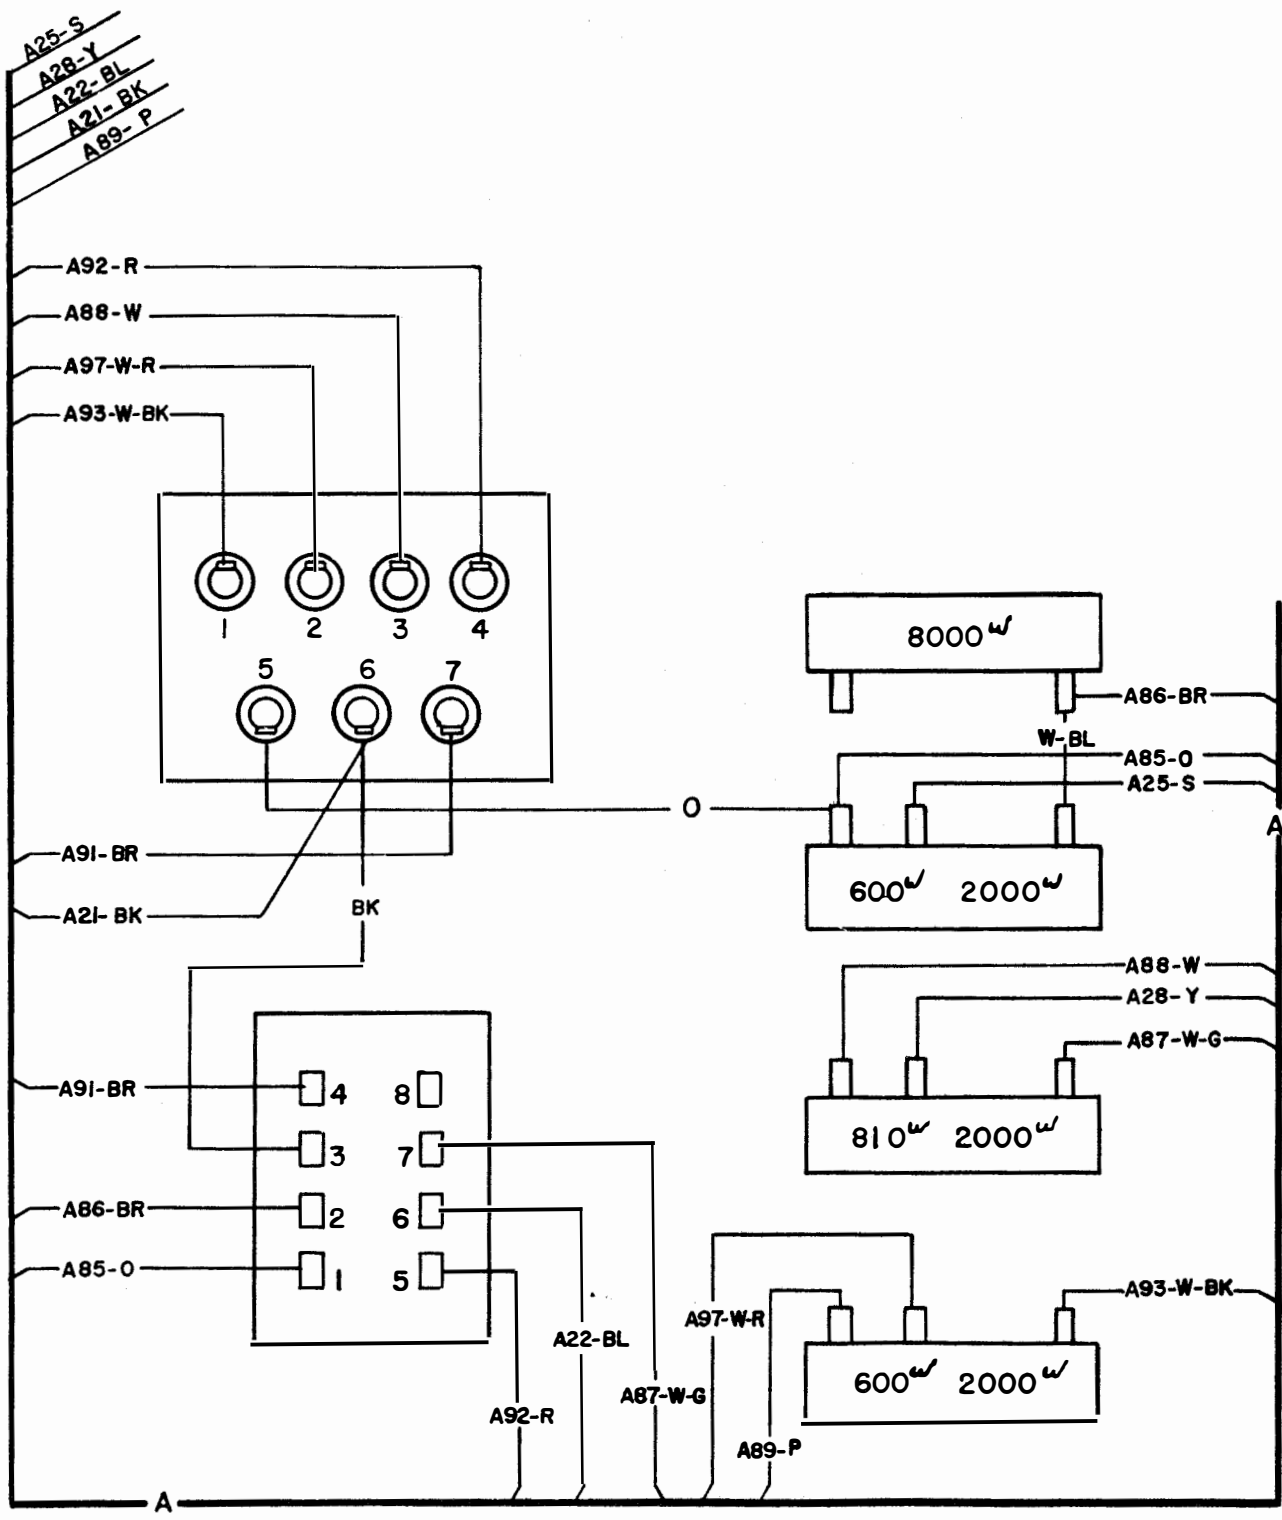 A25-S
A28-Y
A22-BL
A21-BK
A89-P
A92-R
A88-W
A97-W-R
A93-W-BK
1 2 3 4
5 6 7
8000W
A86-BR
W-BL
A85-O
A25-S
O
A
A91-BR
600W 2000W
A21-BK
BK
A88-W
A28-Y
A87-W-G
A91-BR
4 8
810W 2000W
3 7
A86-BR
2 6
A85-O
1 5
A93-W-BK
A97-W-R
A22-BL
600W 2000W
A87-W-G
A92-R
A89-P
A